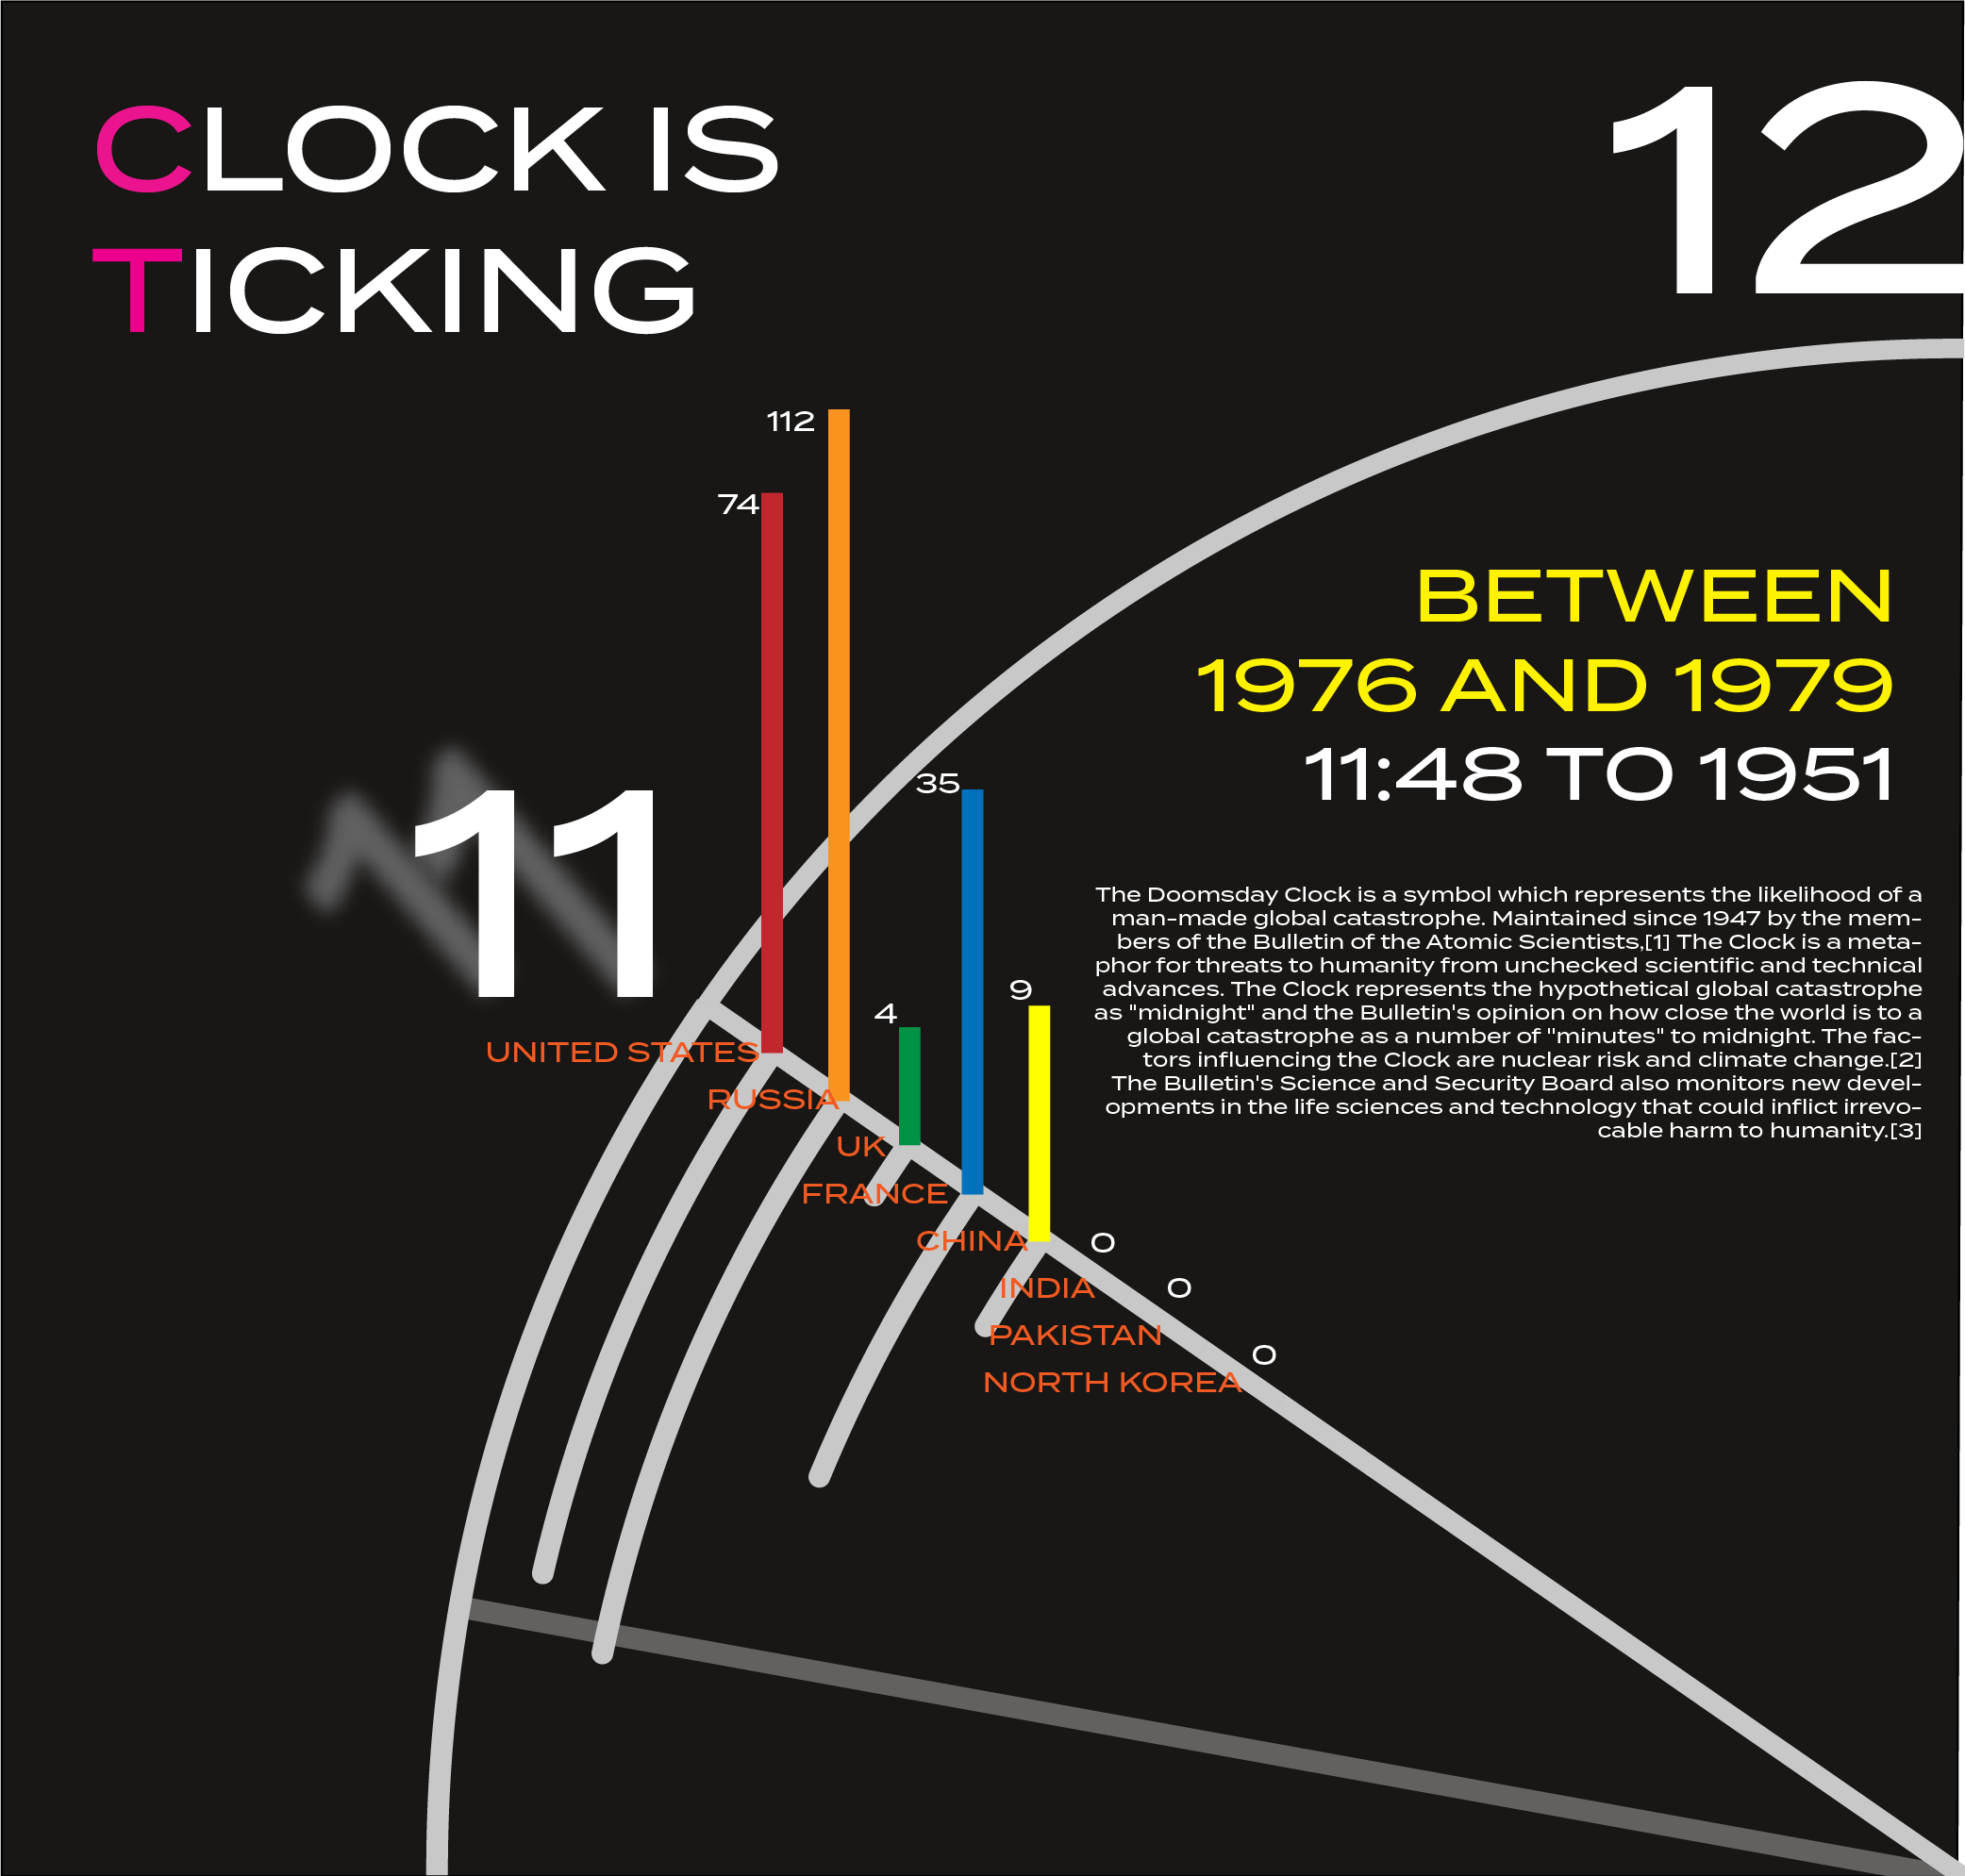 CLOCK IS
TICKING
12
112
74
BETWEEN
1976 AND 1979
11:48 TO 1951
35
11
The Doomsday Clock is a symbol which represents the likelihood of a
man-made global catastrophe. Maintained since 1947 by the mem-
bers of the Bulletin of the Atomic Scientists,[1] The Clock is a meta-
phor for threats to humanity from unchecked scientific and technical
advances. The Clock represents the hypothetical global catastrophe
as "midnight" and the Bulletin's opinion on how close the world is to a
global catastrophe as a number of "minutes" to midnight. The fac-
tors influencing the Clock are nuclear risk and climate change.[2]
The Bulletin's Science and Security Board also monitors new devel-
opments in the life sciences and technology that could inflict irrevo-
cable harm to humanity.[3]
9
4
UNITED STATES
RUSSIA
UK
FRANCE
CHINA
0
INDIA
0
PAKISTAN
0
NORTH KOREA